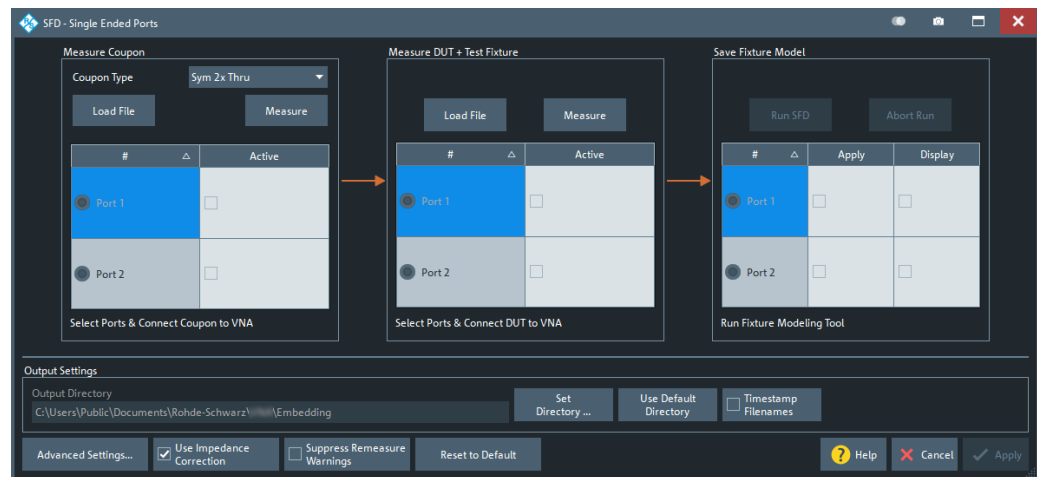 SFD - Single Ended Ports
Measure Coupon
Coupon Type
Sym 2x Thru
Load File
Measure
# Active
Port 1
Port 2
Select Ports & Connect Coupon to VNA
Measure DUT + Test Fixture
Load File
Measure
# Active
Port 1
Port 2
Select Ports & Connect DUT to VNA
Save Fixture Model
Run SFD
Abort Run
# Apply Display
Port 1
Port 2
Run Fixture Modeling Tool
Output Settings
Output Directory
C:\Users\Public\Documents\Rohde-Schwarz\ \Embedding
Set
Directory ...
Use Default
Directory
Timestamp
Filenames
Advanced Settings...
Use Impedance
Correction
Suppress Remeasure
Warnings
Reset to Default
? Help
Cancel
Apply